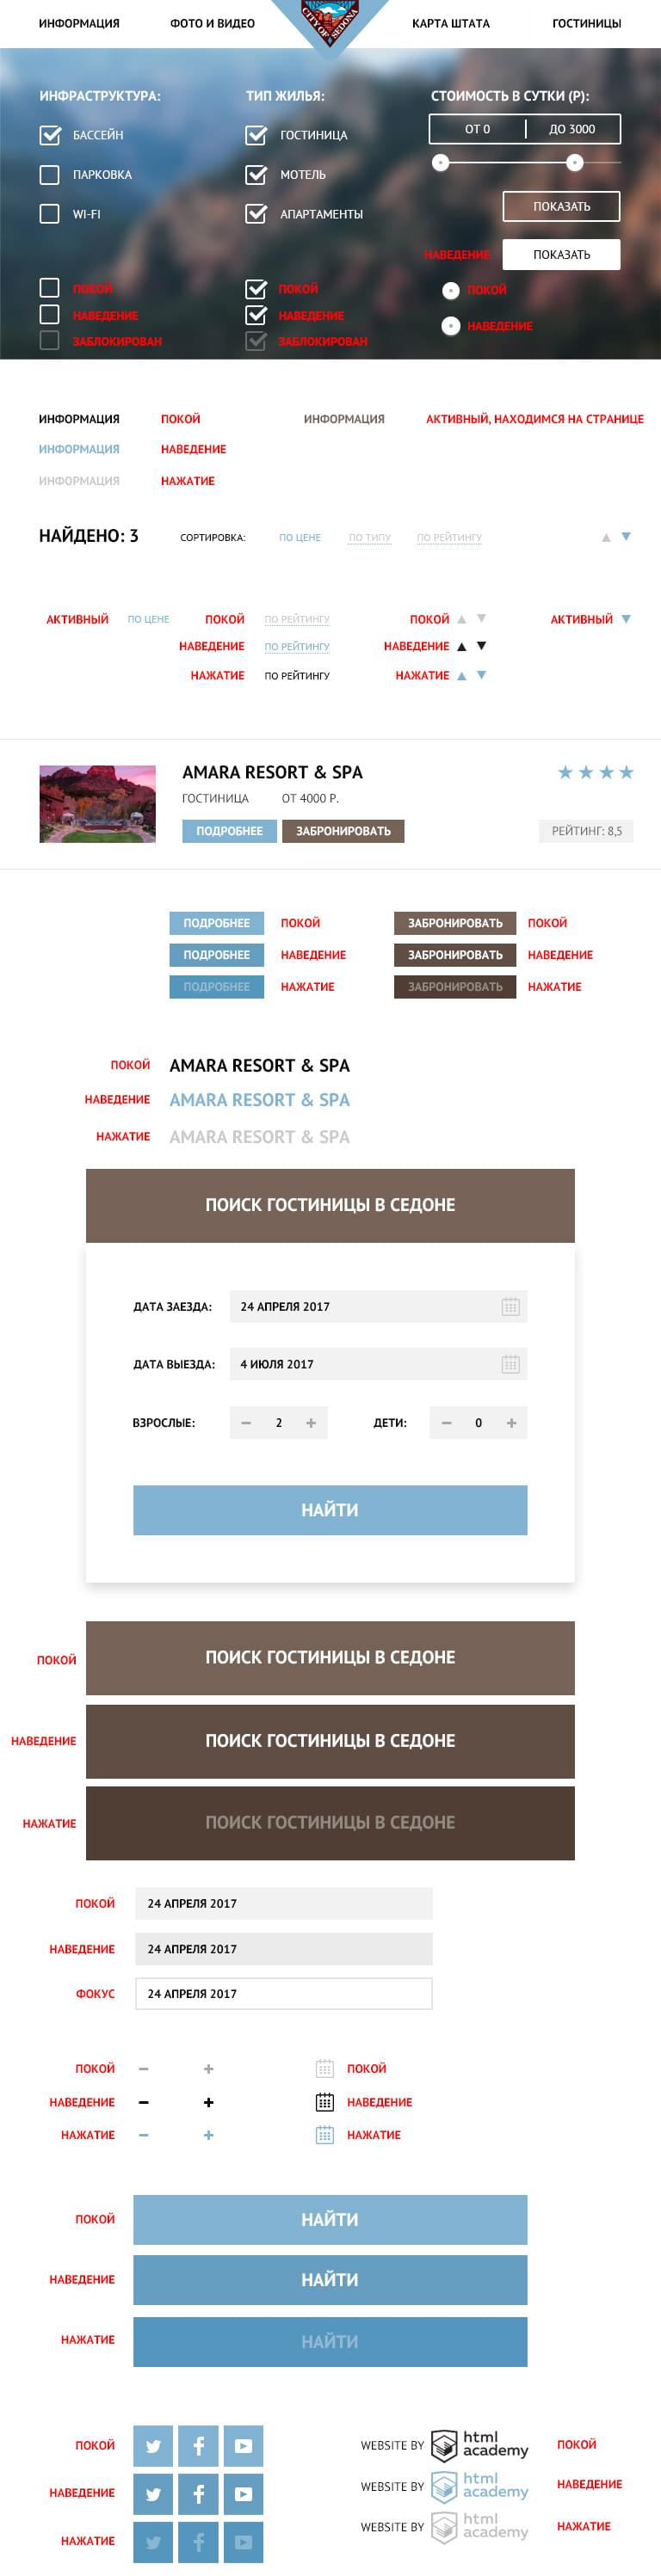 ИНФОРМАЦИЯ ФОТО И ВИДЕО КАРТА ШТАТА ГОСТИНИЦЫ
CITY OF SEDONA
ИНФРАСТРУКТУРА: ТИП ЖИЛЬЯ: СТОИМОСТЬ В СУТКИ (Р):
БАССЕЙН ГОСТИНИЦА ОТ 0 ДО 3000
ПАРКОВКА МОТЕЛЬ
WI-FI АПАРТАМЕНТЫ ПОКАЗАТЬ
НАВЕДЕНИЕ ПОКАЗАТЬ
ПОКОЙ ПОКОЙ ПОКОЙ
НАВЕДЕНИЕ НАВЕДЕНИЕ НАВЕДЕНИЕ
ЗАБЛОКИРОВАН ЗАБЛОКИРОВАН
ИНФОРМАЦИЯ ПОКОЙ ИНФОРМАЦИЯ АКТИВНЫЙ, НАХОДИМСЯ НА СТРАНИЦЕ
ИНФОРМАЦИЯ НАВЕДЕНИЕ
ИНФОРМАЦИЯ НАЖАТИЕ
НАЙДЕНО: 3 СОРТИРОВКА: ПО ЦЕНЕ ПО ТИПУ ПО РЕЙТИНГУ
АКТИВНЫЙ ПО ЦЕНЕ ПОКОЙ ПО РЕЙТИНГУ ПОКОЙ АКТИВНЫЙ
НАВЕДЕНИЕ ПО РЕЙТИНГУ НАВЕДЕНИЕ
НАЖАТИЕ ПО РЕЙТИНГУ НАЖАТИЕ
AMARA RESORT & SPA
ГОСТИНИЦА ОТ 4000 Р.
ПОДРОБНЕЕ ЗАБРОНИРОВАТЬ РЕЙТИНГ: 8,5
ПОДРОБНЕЕ ПОКОЙ ЗАБРОНИРОВАТЬ ПОКОЙ
ПОДРОБНЕЕ НАВЕДЕНИЕ ЗАБРОНИРОВАТЬ НАВЕДЕНИЕ
ПОДРОБНЕЕ НАЖАТИЕ ЗАБРОНИРОВАТЬ НАЖАТИЕ
ПОКОЙ AMARA RESORT & SPA
НАВЕДЕНИЕ AMARA RESORT & SPA
НАЖАТИЕ AMARA RESORT & SPA
ПОИСК ГОСТИНИЦЫ В СЕДОНЕ
ДАТА ЗАЕЗДА: 24 АПРЕЛЯ 2017
ДАТА ВЫЕЗДА: 4 ИЮЛЯ 2017
ВЗРОСЛЫЕ: − 2 + ДЕТИ: − 0 +
НАЙТИ
ПОКОЙ ПОИСК ГОСТИНИЦЫ В СЕДОНЕ
НАВЕДЕНИЕ ПОИСК ГОСТИНИЦЫ В СЕДОНЕ
НАЖАТИЕ ПОИСК ГОСТИНИЦЫ В СЕДОНЕ
ПОКОЙ 24 АПРЕЛЯ 2017
НАВЕДЕНИЕ 24 АПРЕЛЯ 2017
ФОКУС 24 АПРЕЛЯ 2017
ПОКОЙ − + ПОКОЙ
НАВЕДЕНИЕ − + НАВЕДЕНИЕ
НАЖАТИЕ − + НАЖАТИЕ
ПОКОЙ НАЙТИ
НАВЕДЕНИЕ НАЙТИ
НАЖАТИЕ НАЙТИ
ПОКОЙ WEBSITE BY html academy ПОКОЙ
НАВЕДЕНИЕ WEBSITE BY html academy НАВЕДЕНИЕ
НАЖАТИЕ WEBSITE BY html academy НАЖАТИЕ